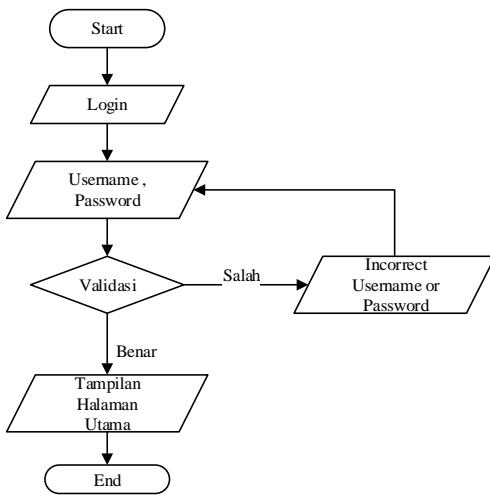 Start
Login
Username ,
Password
Validasi
Salah
Incorrect
Username or
Password
Benar
Tampilan
Halaman
Utama
End